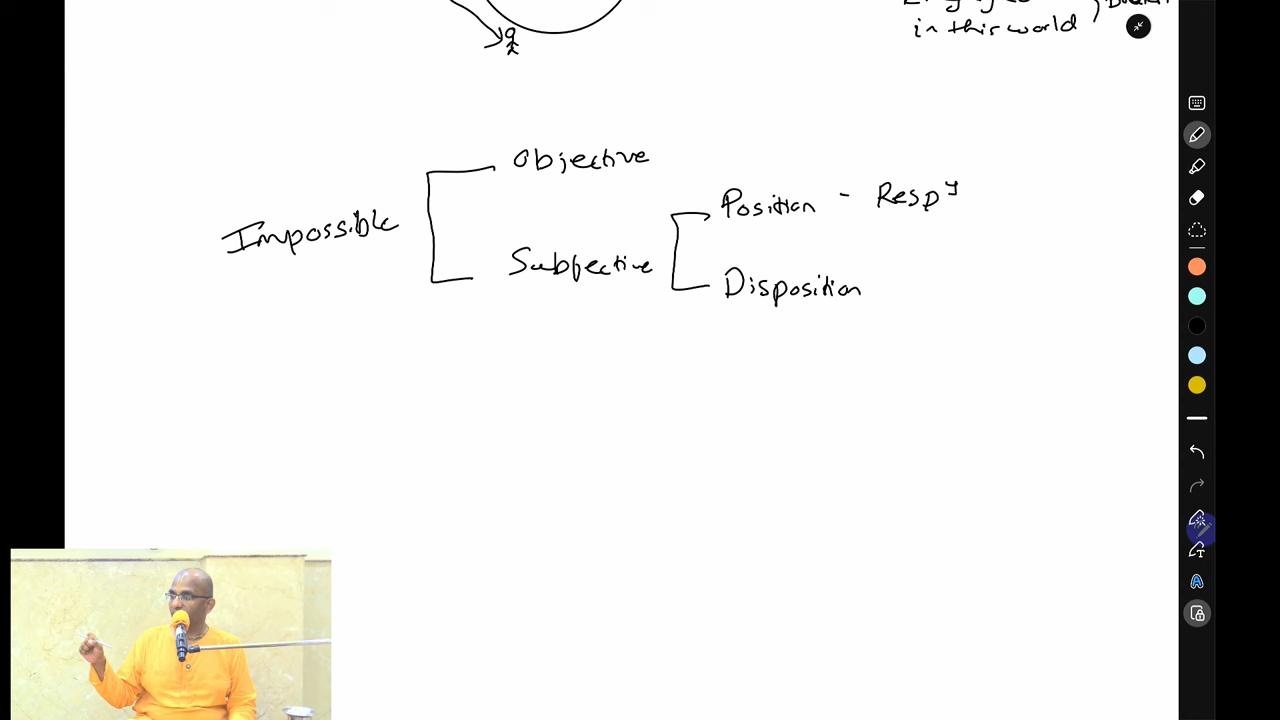 in this world
Objective
Position - Resp y
Impossible
Subjective
Disposition